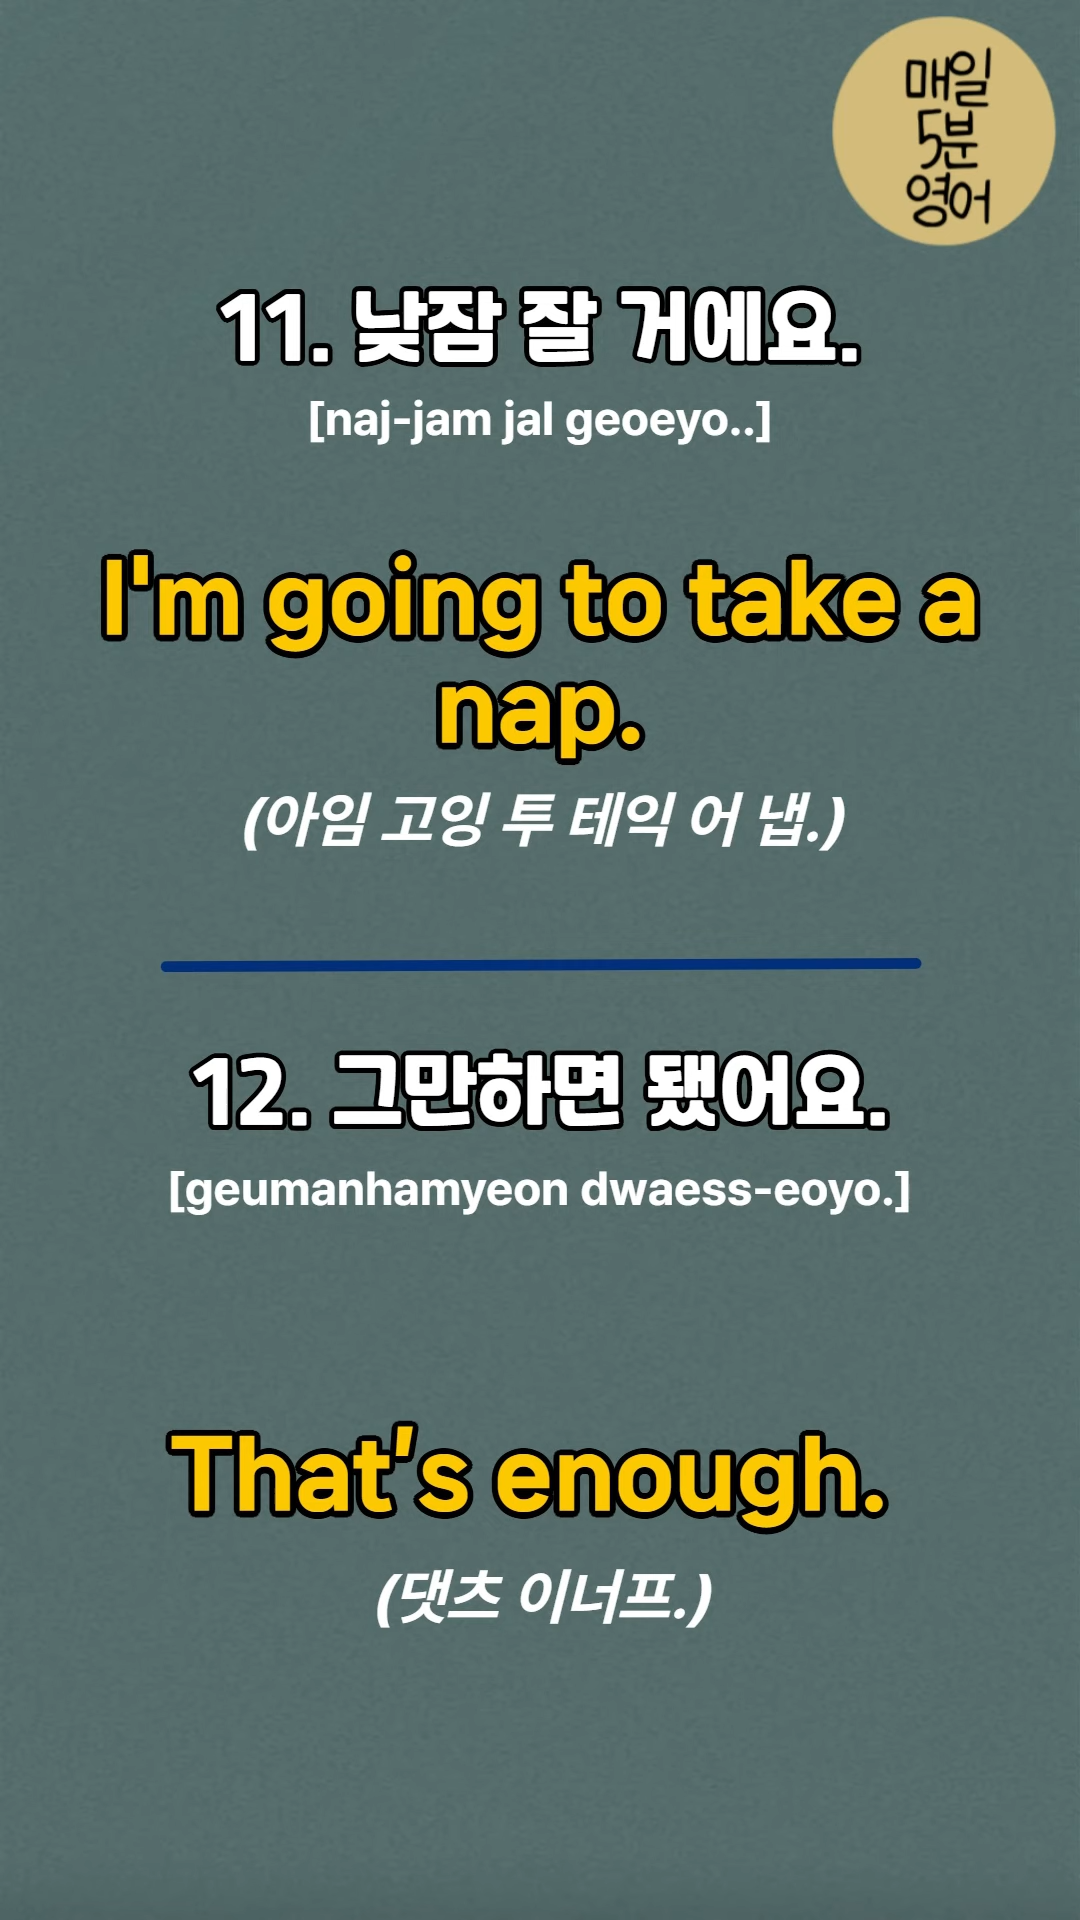 매일
5분
영어
11. 낮잠 잘 거에요.
[naj-jam jal geoeyo..]
I'm going to take a
nap.
(아임 고잉 투 테익 어 냅.)
12. 그만하면 됐어요.
[geumanhamyeon dwaess-eoyo.]
That's enough.
(댓츠 이너프.)